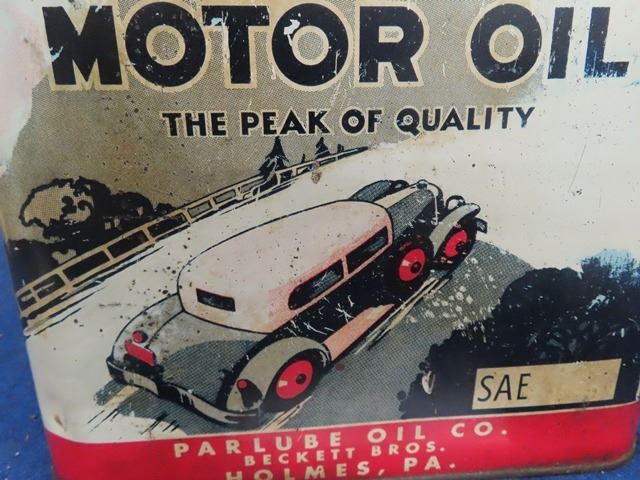 MOTOR OIL
THE PEAK OF QUALITY
SAE
PARLUBE OIL CO.
BECKETT BROS.
HOLMES, PA.